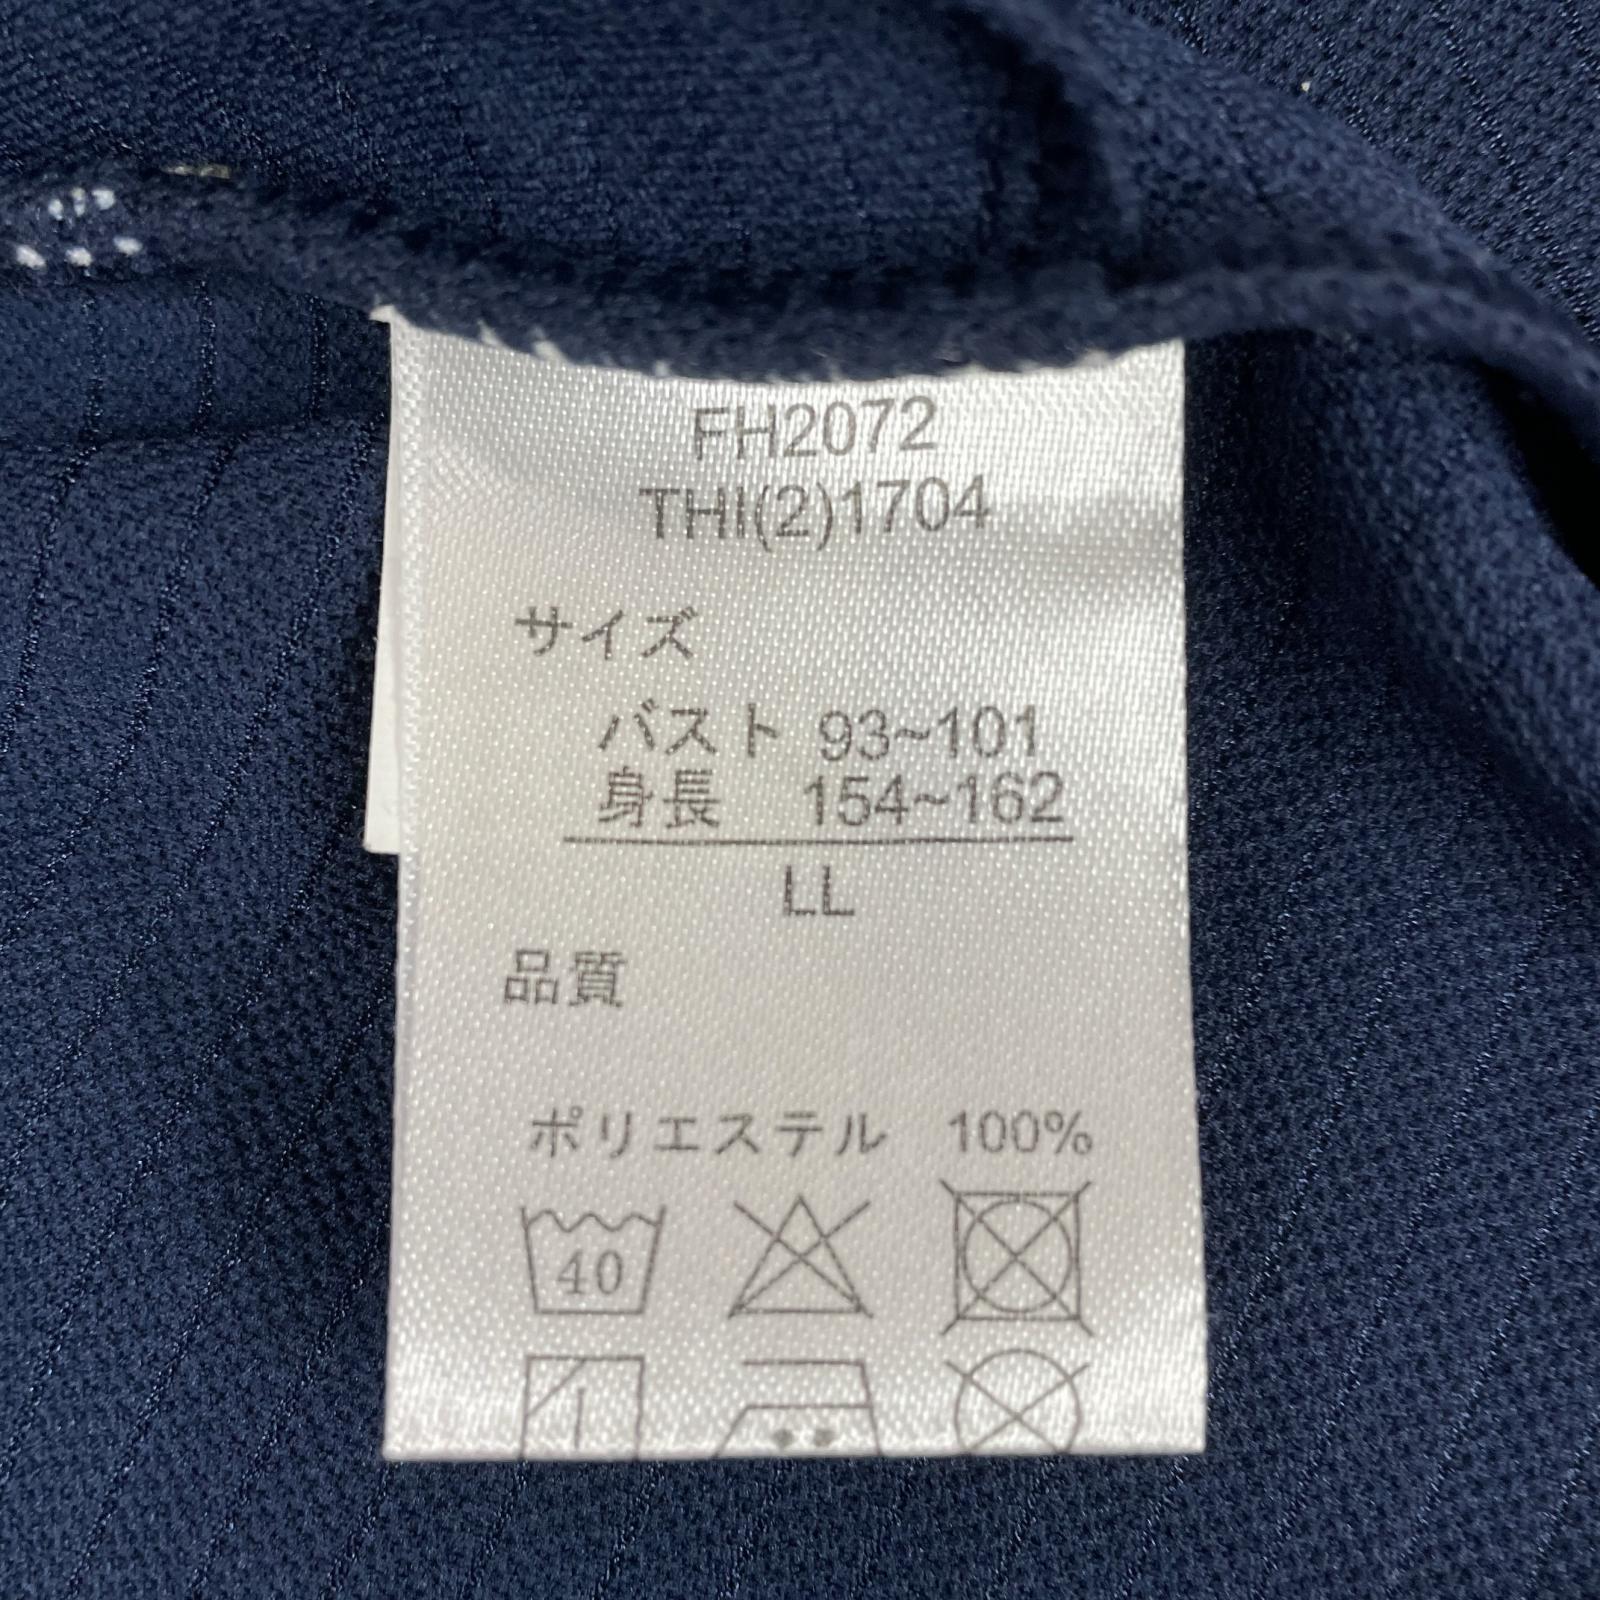 FH2072
THI(2)1704
サイズ
バスト 93~101
身長 154~162
LL
品質
ポリエステル 100%
40